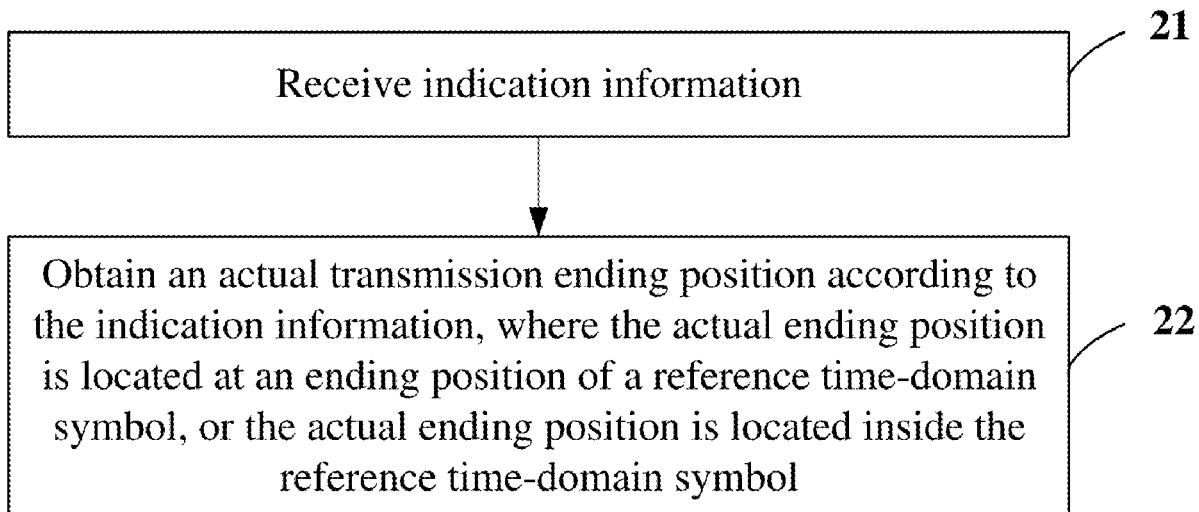 21
Receive indication information
Obtain an actual transmission ending position according to
the indication information, where the actual ending position
is located at an ending position of a reference time-domain
symbol, or the actual ending position is located inside the
reference time-domain symbol
22